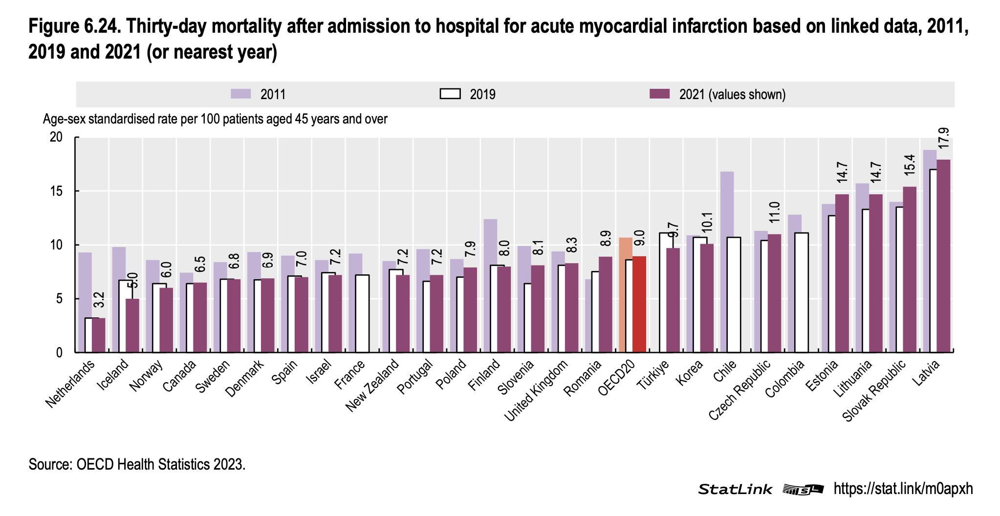 Figure 6.24. Thirty-day mortality after admission to hospital for acute myocardial infarction based on linked data, 2011,
2019 and 2021 (or nearest year)
2011
2019
2021 (values shown)
Age-sex standardised rate per 100 patients aged 45 years and over
20
15
10
5
0
3.2
5.0
6.0
6.5
6.8
6.9
7.0
7.2
7.2
7.2
7.9
8.0
8.1
8.3
8.9
9.0
9.7
10.1
11.0
14.7
14.7
15.4
17.9
Netherlands
Iceland
Norway
Canada
Sweden
Denmark
Spain
Israel
France
New Zealand
Portugal
Poland
Finland
Slovenia
United Kingdom
Romania
OECD20
Türkiye
Korea
Chile
Czech Republic
Colombia
Estonia
Lithuania
Slovak Republic
Latvia
Source: OECD Health Statistics 2023.
StatLink SL https://stat.link/m0apxh